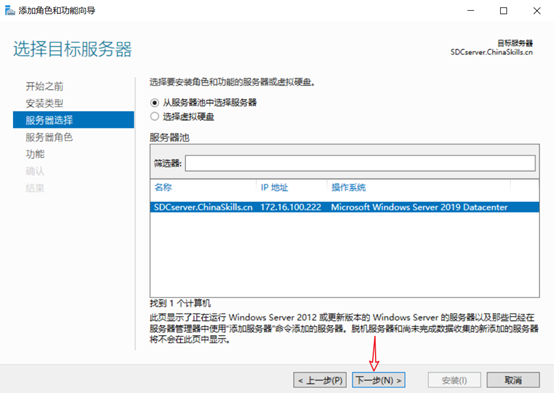 添加角色和功能向导
选择目标服务器
目标服务器
SDCserver.ChinaSkills.cn
开始之前
安装类型
服务器选择
服务器角色
功能
确认
结果
选择要安装角色和功能的服务器或虚拟硬盘。
从服务器池中选择服务器
选择虚拟硬盘
服务器池
筛选器:
名称 IP 地址 操作系统
SDCserver.ChinaSkills.cn 172.16.100.222 Microsoft Windows Server 2019 Datacenter
找到 1 个计算机
此页显示了正在运行 Windows Server 2012 或更新版本的 Windows Server 的服务器以及那些已经在
服务器管理器中使用"添加服务器"命令添加的服务器。脱机服务器和尚未完成数据收集的新添加的服务器
将不会在此页中显示。
< 上一步(P) 下一步(N) > 安装(I) 取消